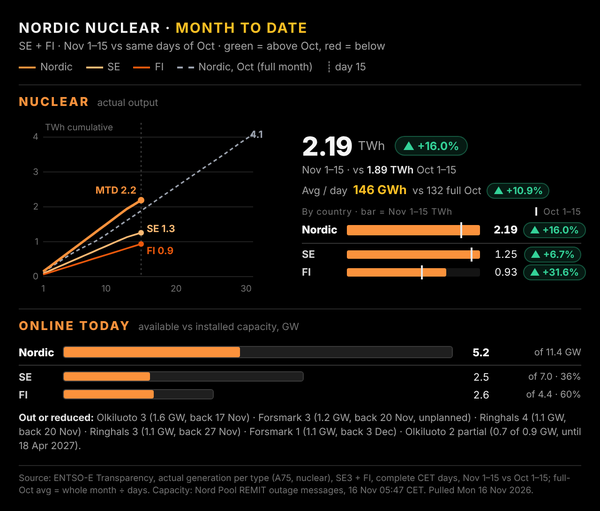 NORDIC NUCLEAR · MONTH TO DATE
SE + FI · Nov 1–15 vs same days of Oct · green = above Oct, red = below
Nordic SE FI Nordic, Oct (full month) day 15
NUCLEAR actual output
TWh cumulative
4
3
2
1
0
1 10 20 30
4.1
MTD 2.2
SE 1.3
FI 0.9
2.19 TWh ▲ +16.0%
Nov 1–15 · vs 1.89 TWh Oct 1–15
Avg / day 146 GWh vs 132 full Oct ▲ +10.9%
By country · bar = Nov 1–15 TWh Oct 1–15
Nordic 2.19 ▲ +16.0%
SE 1.25 ▲ +6.7%
FI 0.93 ▲ +31.6%
ONLINE TODAY available vs installed capacity, GW
Nordic 5.2 of 11.4 GW
SE 2.5 of 7.0 · 36%
FI 2.6 of 4.4 · 60%
Out or reduced: Olkiluoto 3 (1.6 GW, back 17 Nov) · Forsmark 3 (1.2 GW, back 20 Nov, unplanned) · Ringhals 4 (1.1 GW,
back 20 Nov) · Ringhals 3 (1.1 GW, back 27 Nov) · Forsmark 1 (1.1 GW, back 3 Dec) · Olkiluoto 2 partial (0.7 of 0.9 GW, until
18 Apr 2027).
Source: ENTSO-E Transparency, actual generation per type (A75, nuclear), SE3 + FI, complete CET days, Nov 1–15 vs Oct 1–15; full-
Oct avg = whole month ÷ days. Capacity: Nord Pool REMIT outage messages, 16 Nov 05:47 CET. Pulled Mon 16 Nov 2026.